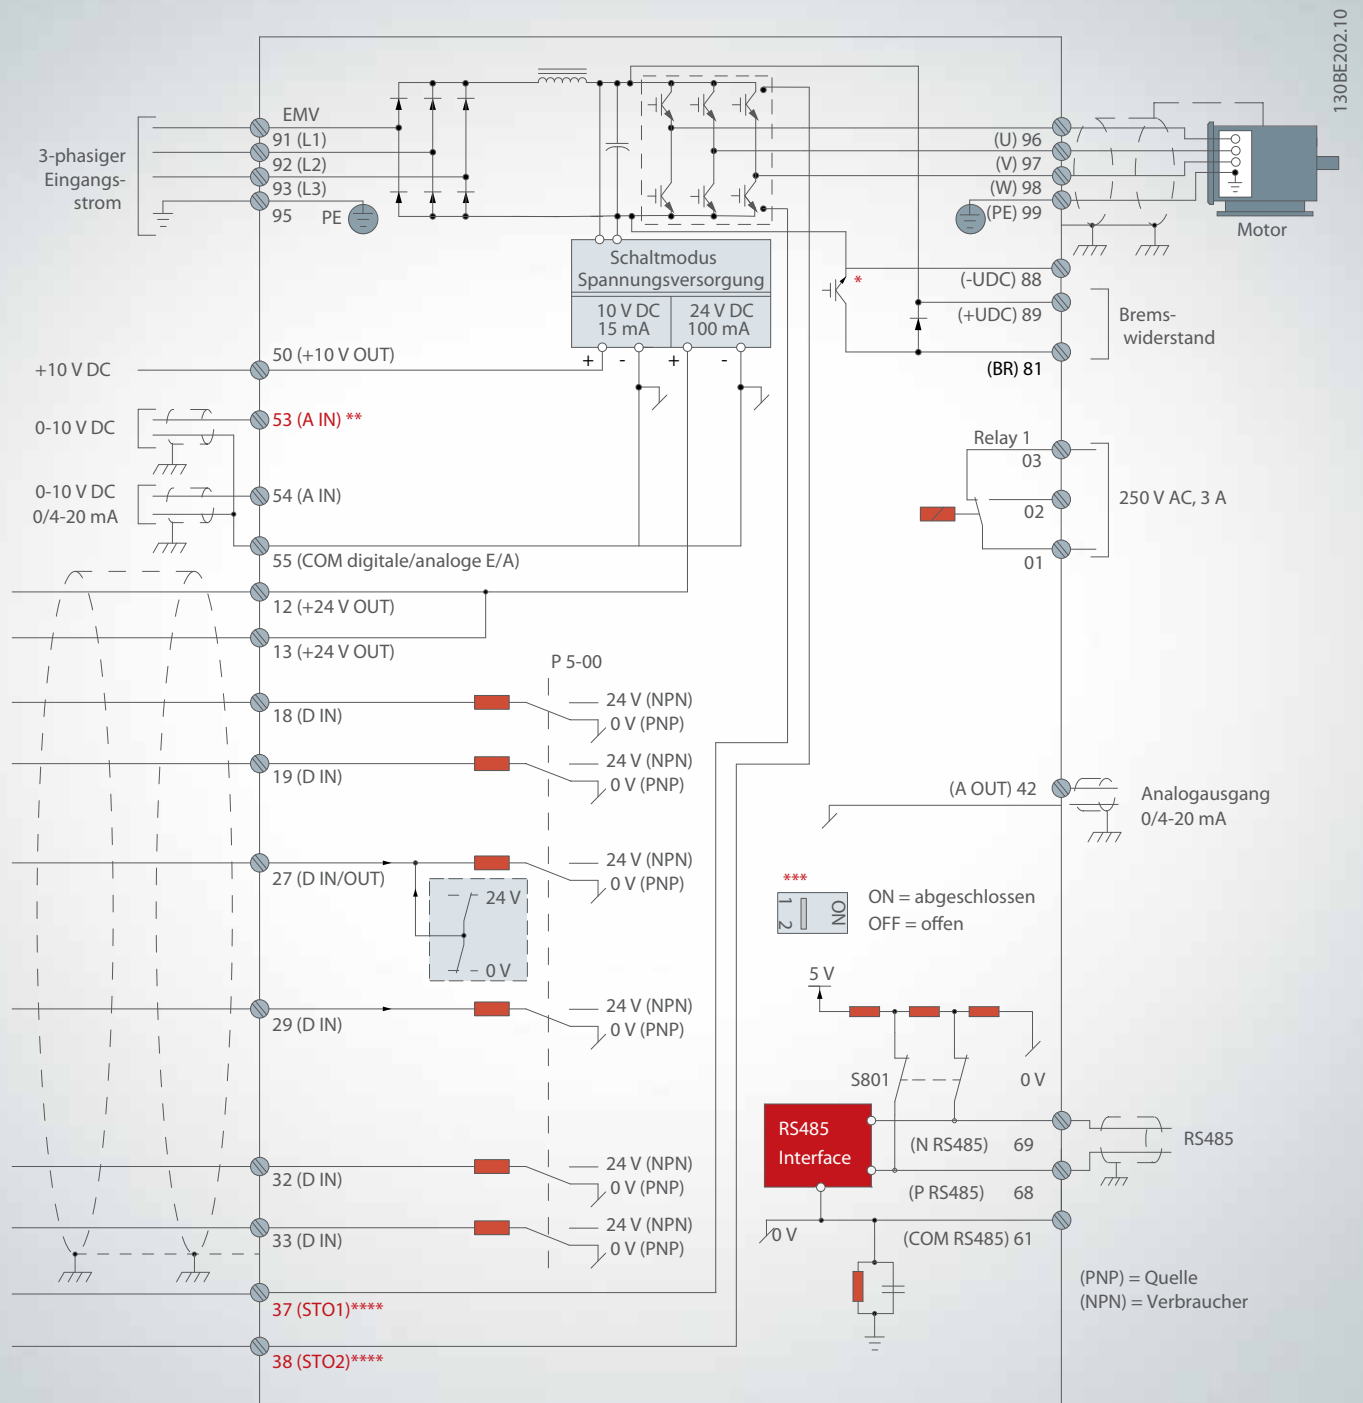 130BE202.10
EMV
91 (L1)
92 (L2)
93 (L3)
95
PE
3-phasiger
Eingangs-
strom
(U) 96
(V) 97
(W) 98
(PE) 99
Motor
Schaltmodus
Spannungsversorgung
10 V DC
15 mA
24 V DC
100 mA
+
-
+
-
*
(-UDC) 88
(+UDC) 89
(BR) 81
Brems-
widerstand
+10 V DC
50 (+10 V OUT)
0-10 V DC
53 (A IN) **
0-10 V DC
0/4-20 mA
54 (A IN)
55 (COM digitale/analoge E/A)
12 (+24 V OUT)
13 (+24 V OUT)
Relay 1
03
02
01
250 V AC, 3 A
P 5-00
18 (D IN)
24 V (NPN)
0 V (PNP)
19 (D IN)
24 V (NPN)
0 V (PNP)
27 (D IN/OUT)
24 V (NPN)
0 V (PNP)
24 V
0 V
29 (D IN)
24 V (NPN)
0 V (PNP)
32 (D IN)
24 V (NPN)
0 V (PNP)
33 (D IN)
24 V (NPN)
0 V (PNP)
37 (STO1)****
38 (STO2)****
(A OUT) 42
Analogausgang
0/4-20 mA
***
1 2
ON
ON = abgeschlossen
OFF = offen
5 V
S801
0 V
RS485
Interface
(N RS485) 69
(P RS485) 68
RS485
0 V
(COM RS485) 61
(PNP) = Quelle
(NPN) = Verbraucher